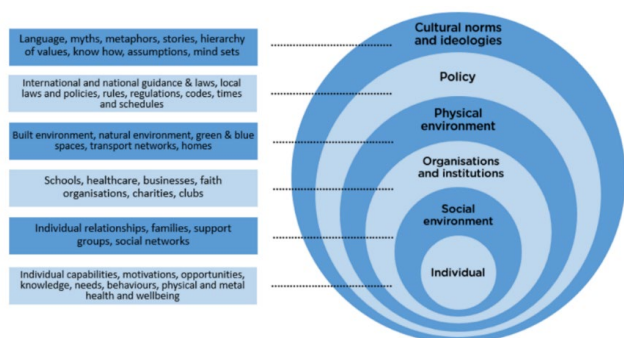 Language, myths, metaphors, stories, hierarchy
of values, know how, assumptions, mind sets
International and national guidance & laws, local
laws and policies, rules, regulations, codes, times
and schedules
Built environment, natural environment, green & blue
spaces, transport networks, homes
Schools, healthcare, businesses, faith
organisations, charities, clubs
Individual relationships, families, support
groups, social networks
Individual capabilities, motivations, opportunities,
knowledge, needs, behaviours, physical and metal
health and wellbeing
Cultural norms
and ideologies
Policy
Physical
environment
Organisations
and institutions
Social
environment
Individual